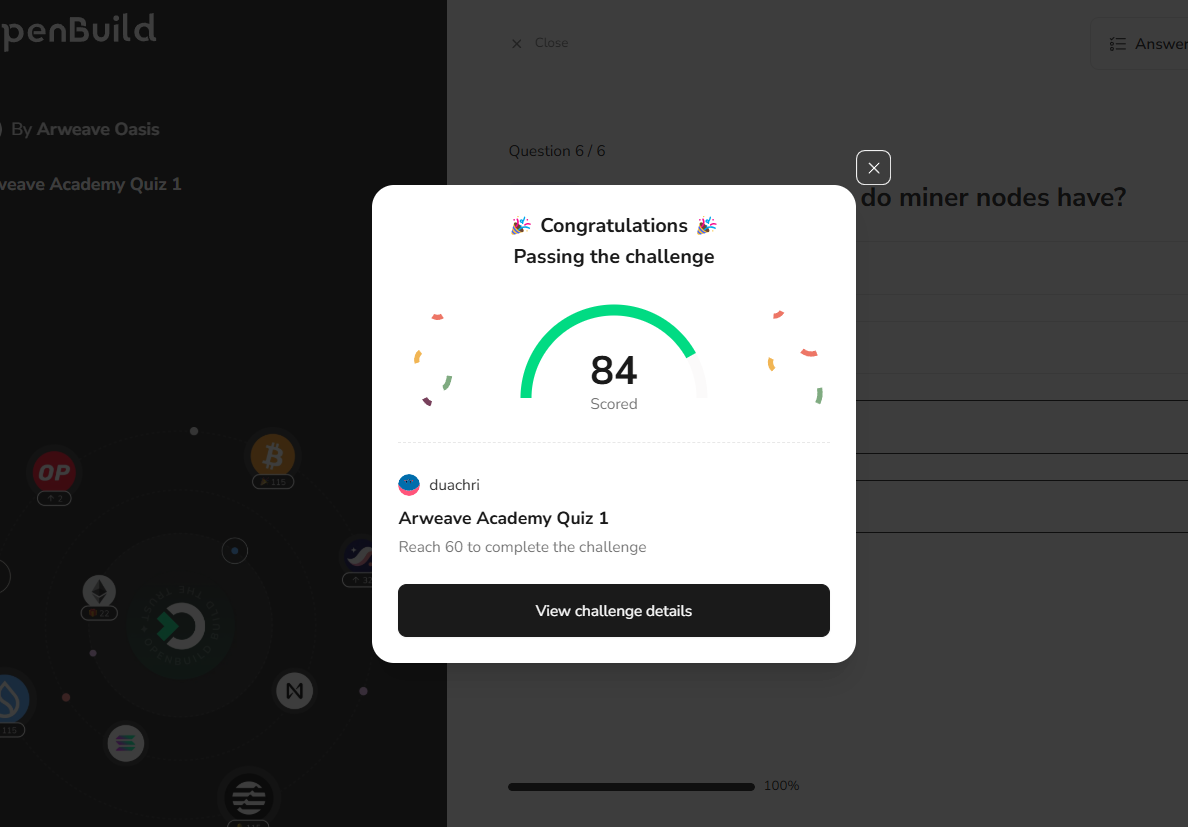 penBuild
Close
Answer
By Arweave Oasis
Question 6 / 6
weave Academy Quiz 1
do miner nodes have?
Congratulations
Passing the challenge
84
Scored
OP
2
115
duachri
Arweave Academy Quiz 1
Reach 60 to complete the challenge
22
View challenge details
115
100%